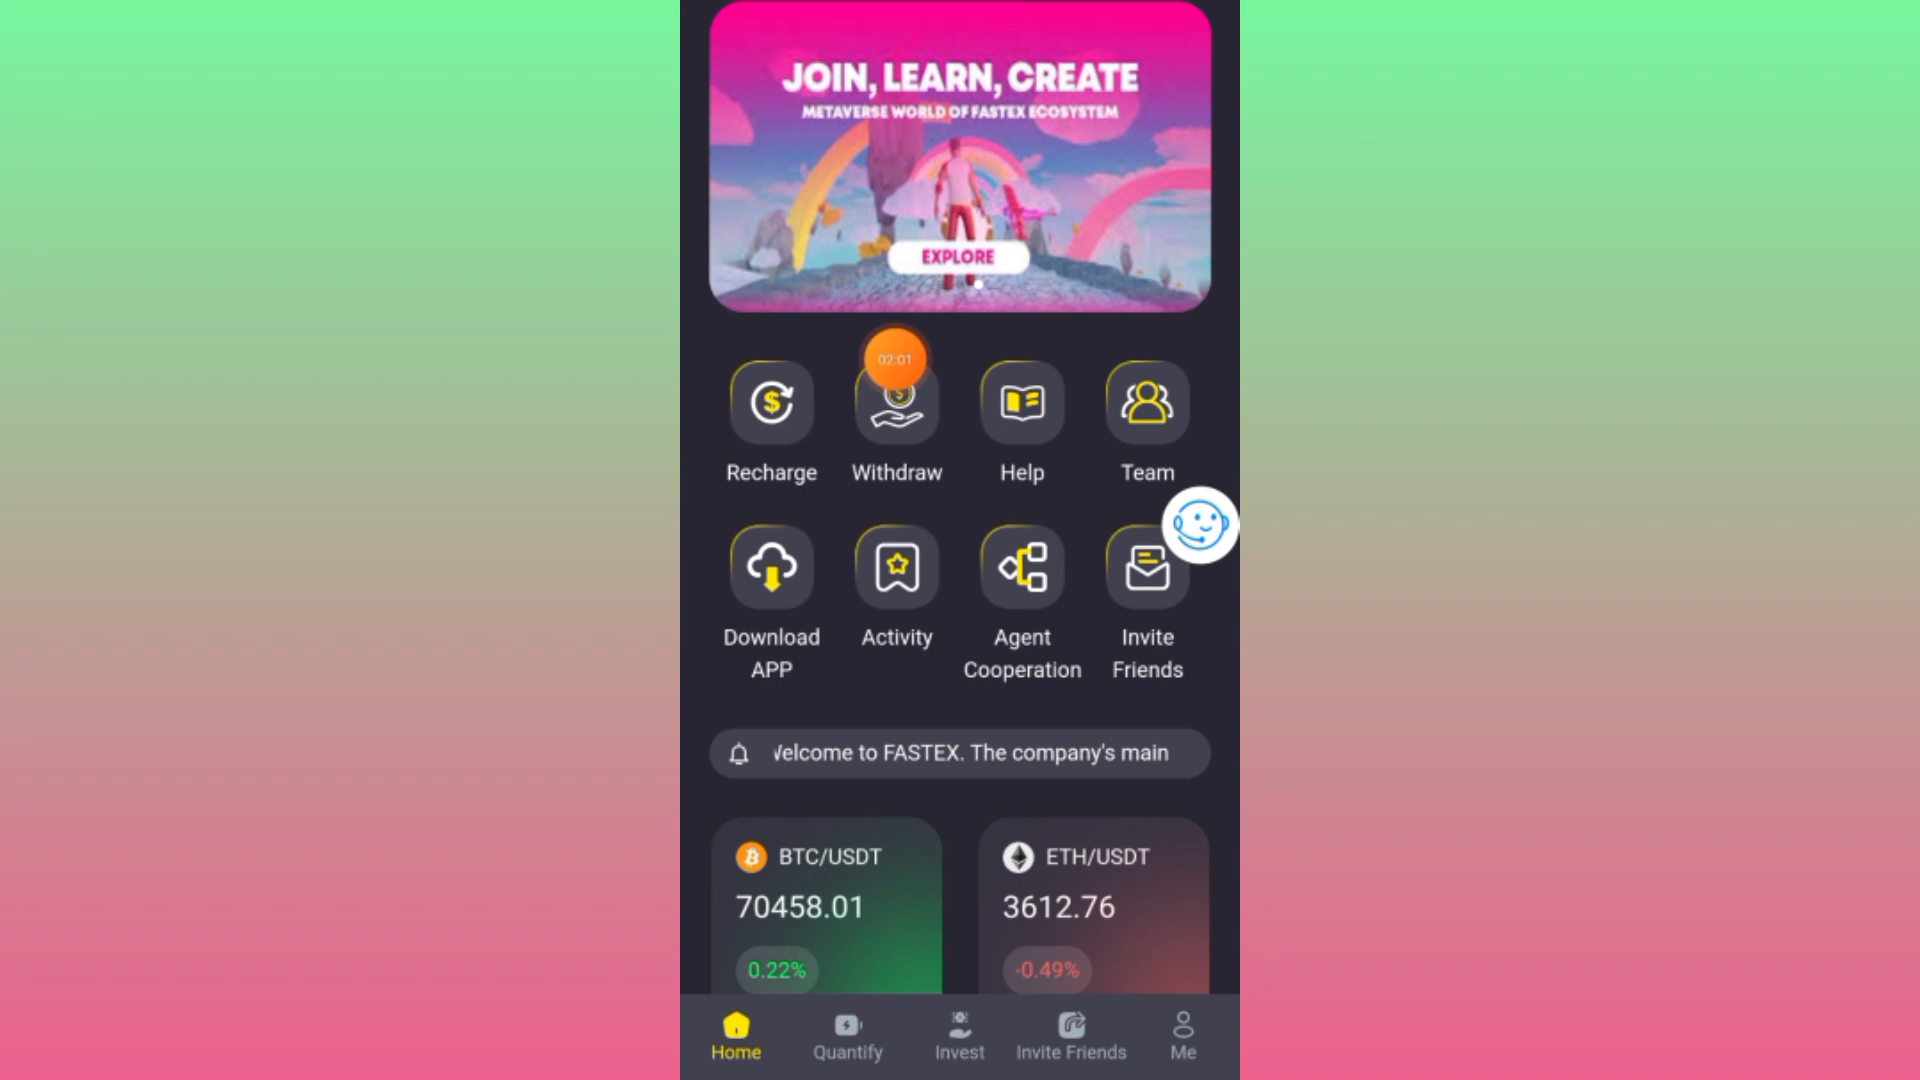 JOIN, LEARN, CREATE
METAVERSE WORLD OF FASTEX ECOSYSTEM
EXPLORE
02:01
Recharge
Withdraw
Help
Team
Download
APP
Activity
Agent
Cooperation
Invite
Friends
Welcome to FASTEX. The company's main
BTC/USDT
70458.01
0.22%
ETH/USDT
3612.76
-0.49%
Home
Quantify
Invest
Invite Friends
Me